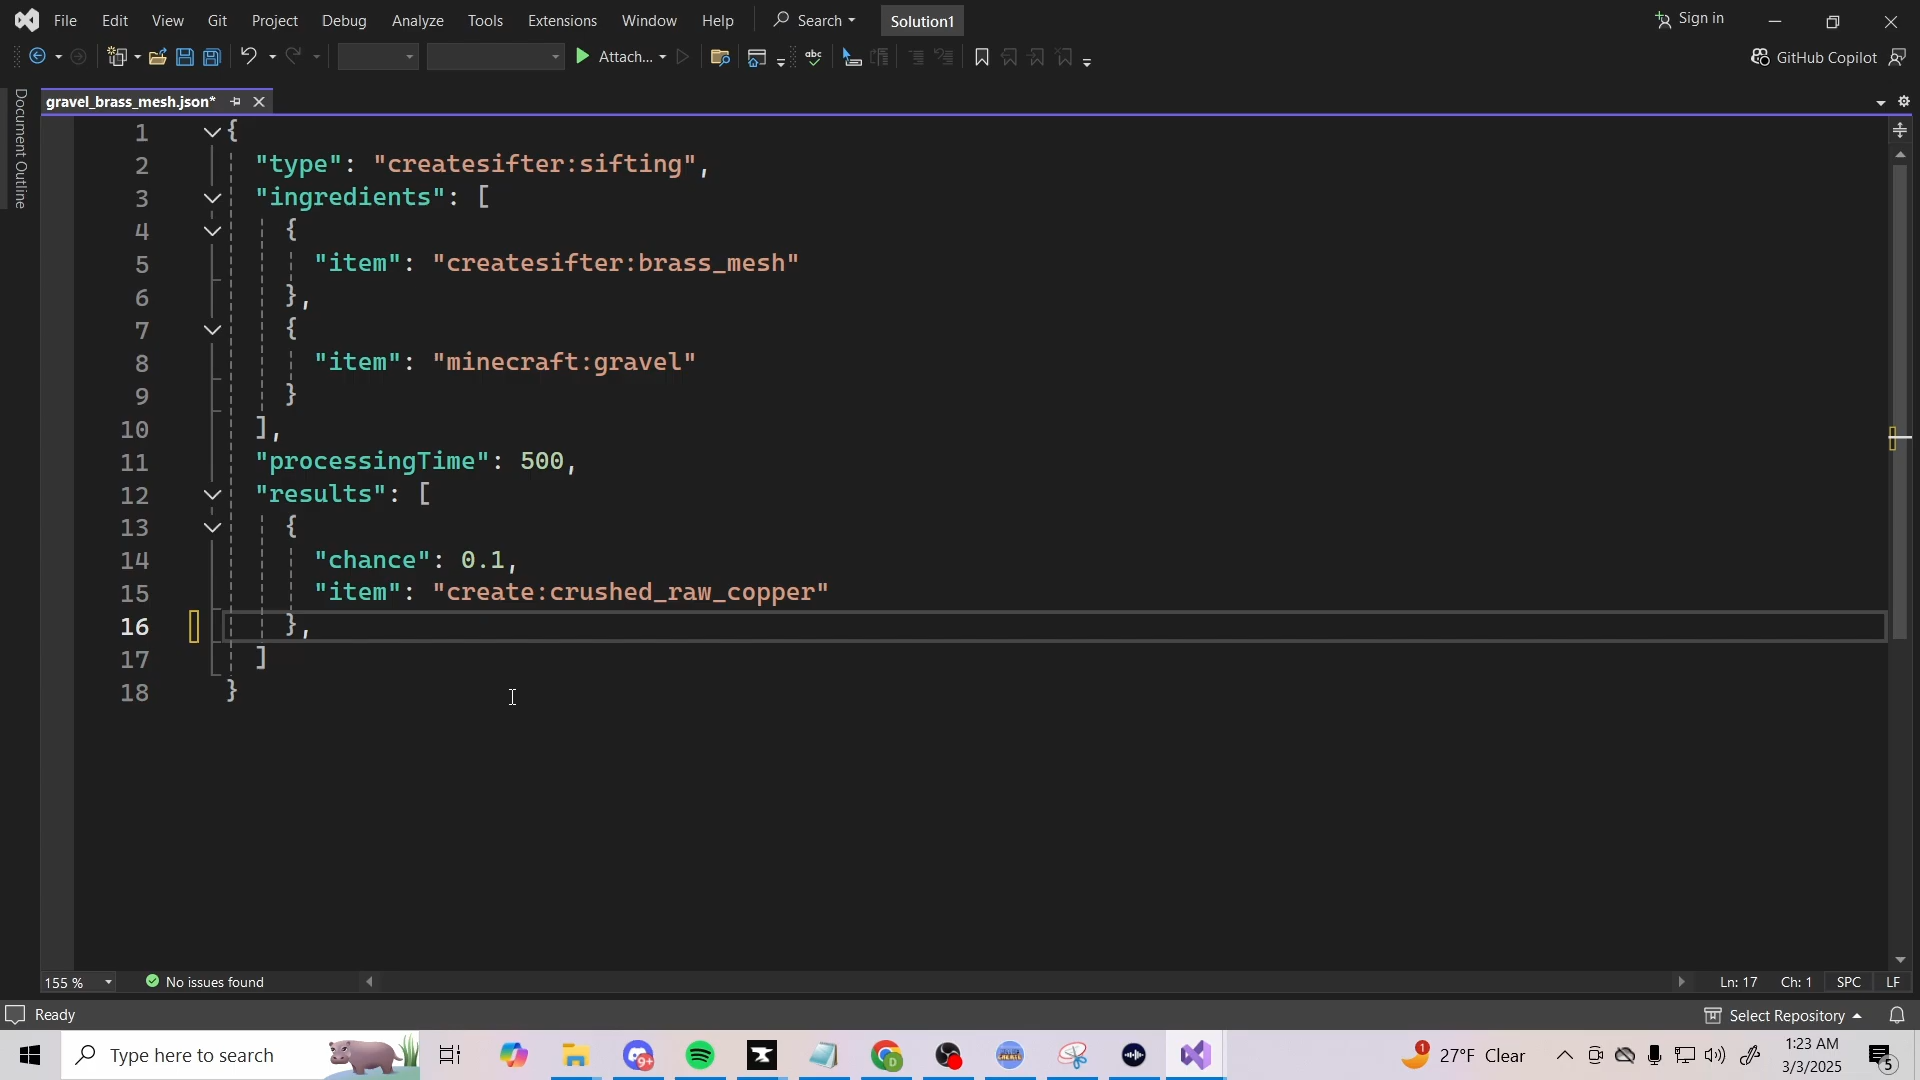 File Edit View Git Project Debug Analyze Tools Extensions Window Help Search Solution1 Sign in
Attach... GitHub Copilot
Document Outline
gravel_brass_mesh.json*
1 {
2 "type": "createsifter:sifting",
3 "ingredients": [
4 {
5 "item": "createsifter:brass_mesh"
6 },
7 {
8 "item": "minecraft:gravel"
9 }
10 ],
11 "processingTime": 500,
12 "results": [
13 {
14 "chance": 0.1,
15 "item": "create:crushed_raw_copper"
16 },
17 ]
18 }
155 % No issues found Ln: 17 Ch: 1 SPC LF
Ready Select Repository
Type here to search 9+ 1 27°F Clear 1:23 AM
3/3/2025 5